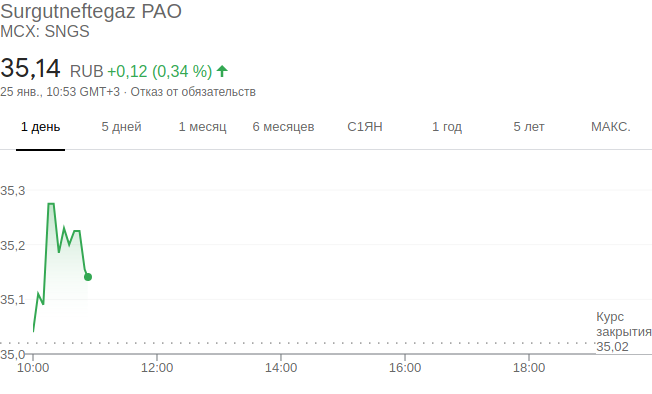 Surgutneftegaz PAO
MCX: SNGS
35,14 RUB +0,12 (0,34 %)
25 янв., 10:53 GMT+3 · Отказ от обязательств
1 день 5 дней 1 месяц 6 месяцев С1ЯН 1 год 5 лет МАКС.
35,3
35,2
35,1
Курс
закрытия
35,02
35,0
10:00 12:00 14:00 16:00 18:00